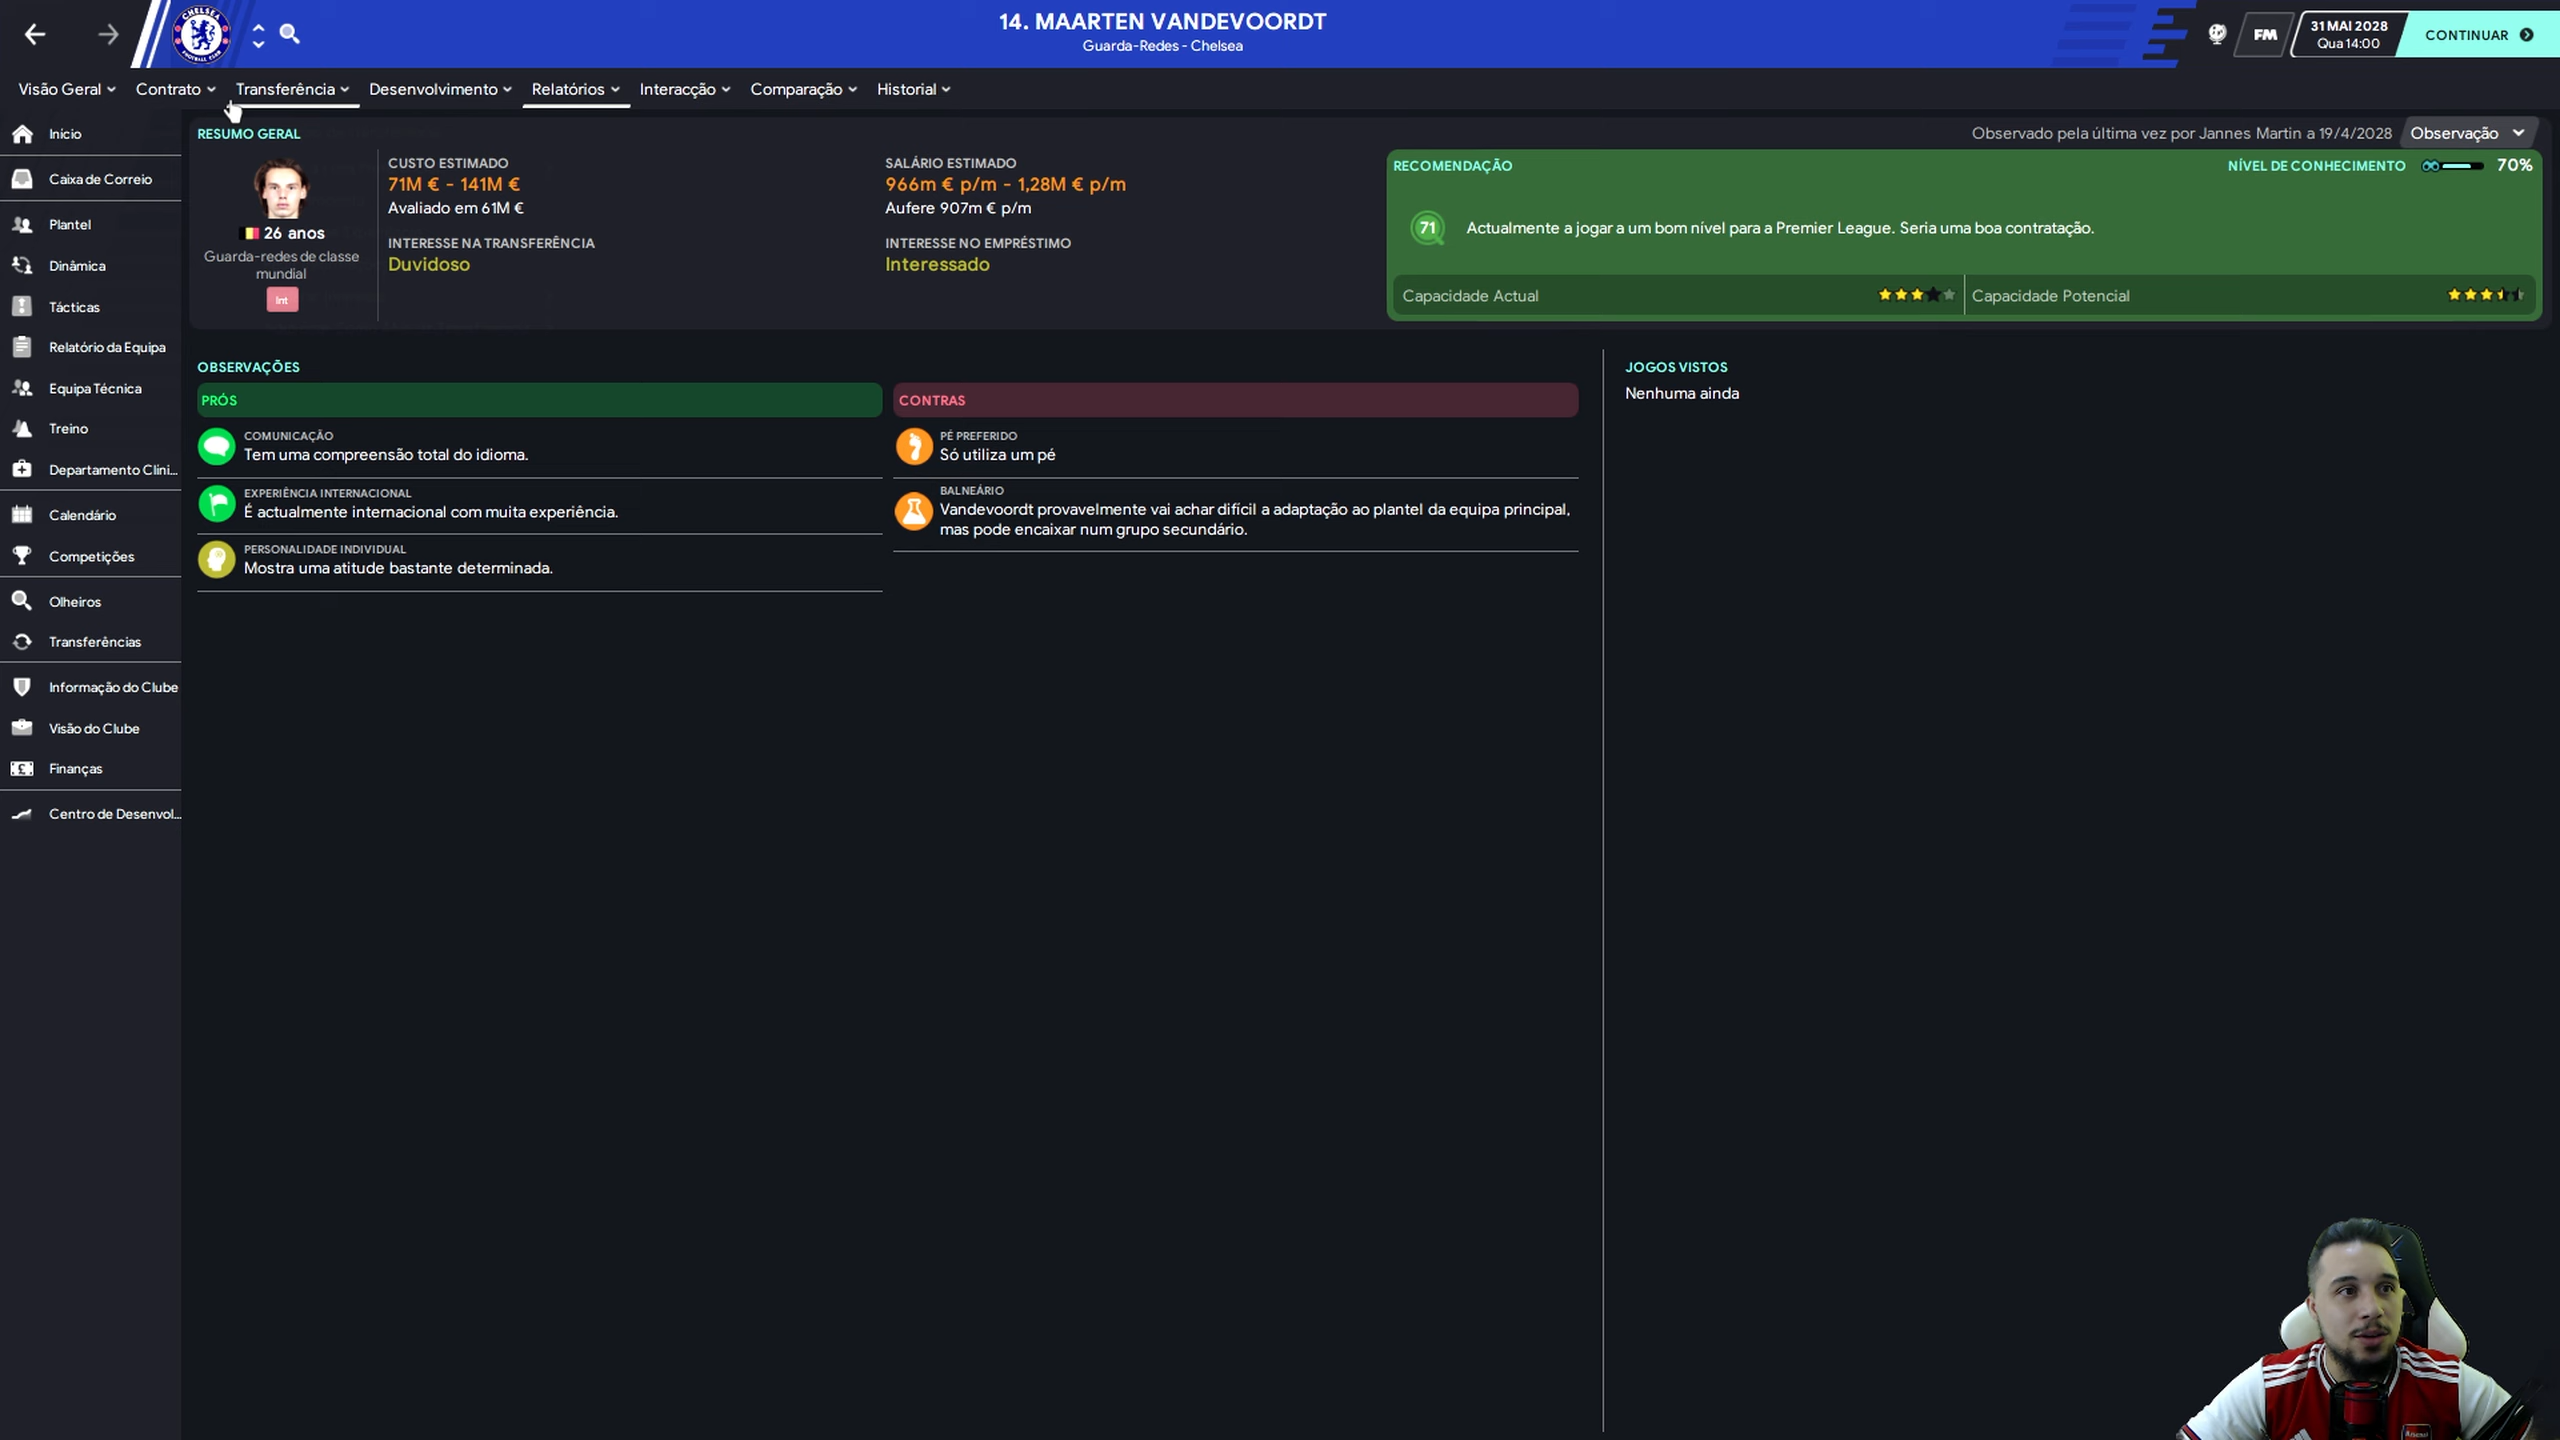 14. MAARTEN VANDEVOORDT
Guarda-Redes - Chelsea
FM
31 MAI 2028
Qua 14:00
CONTINUAR
Visão Geral
Contrato
Transferência
Desenvolvimento
Relatórios
Interacção
Comparação
Historial
Inicio
Caixa de Correio
Plantel
Dinâmica
Tácticas
Relatório da Equipa
Equipa Técnica
Treino
Departamento Clíni...
Calendário
Competições
Olheiros
Transferências
Informação do Clube
Visão do Clube
Finanças
Centro de Desenvol...
RESUMO GERAL
Observado pela última vez por Jannes Martin a 19/4/2028
Observação
26 anos
Guarda-redes de classe
mundial
Int
CUSTO ESTIMADO
71M € - 141M €
Avaliado em 61M €
INTERESSE NA TRANSFERÊNCIA
Duvidoso
SALÁRIO ESTIMADO
966m € p/m - 1,28M € p/m
Aufere 907m € p/m
INTERESSE NO EMPRÉSTIMO
Interessado
RECOMENDAÇÃO
NÍVEL DE CONHECIMENTO
70%
71
Actualmente a jogar a um bom nível para a Premier League. Seria uma boa contratação.
Capacidade Actual
Capacidade Potencial
OBSERVAÇÕES
PRÓS
COMUNICAÇÃO
Tem uma compreensão total do idioma.
EXPERIÊNCIA INTERNACIONAL
É actualmente internacional com muita experiência.
PERSONALIDADE INDIVIDUAL
Mostra uma atitude bastante determinada.
CONTRAS
PÉ PREFERIDO
Só utiliza um pé
BALNEÁRIO
Vandevoordt provavelmente vai achar difícil a adaptação ao plantel da equipa principal,
mas pode encaixar num grupo secundário.
JOGOS VISTOS
Nenhuma ainda